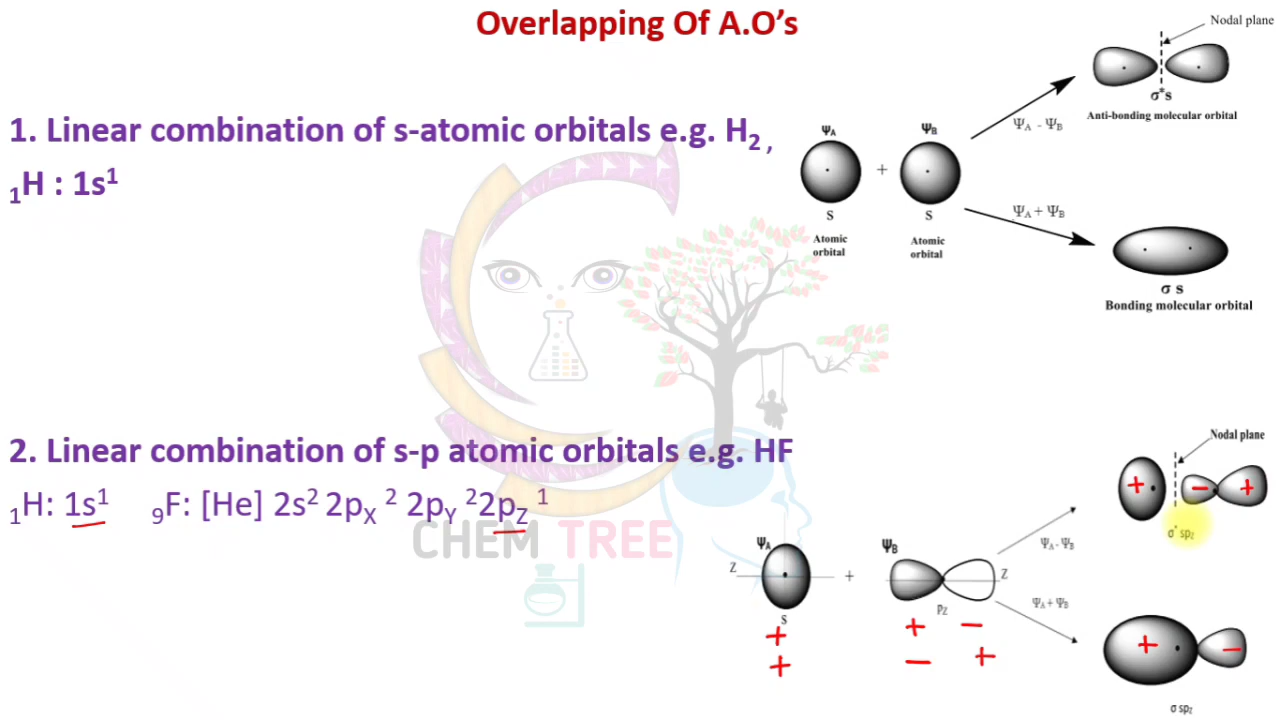 Overlapping Of A.O’s
Nodal plane
σ*s
Anti-bonding molecular orbital
1. Linear combination of s-atomic orbitals e.g. H₂ ,
₁H : 1s¹
ΨA
ΨB
+
S
S
Atomic orbital
Atomic orbital
ΨA - ΨB
ΨA + ΨB
σ s
Bonding molecular orbital
2. Linear combination of s-p atomic orbitals e.g. HF
₁H: 1s¹ ₉F: [He] 2s² 2pX ² 2pY ²2pZ ¹
CHEM TREE
Nodal plane
+ - +
σ* spz
ΨA
ΨB
Z
+
Z
S
pz
ΨA - ΨB
ΨA + ΨB
+ + -
+ - +
+ -
σ spz